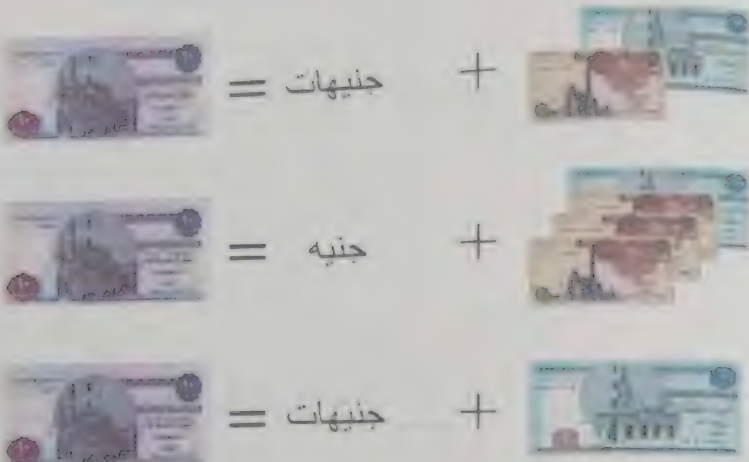 + جنيهات =
+ جنيه =
+ جنيهات =